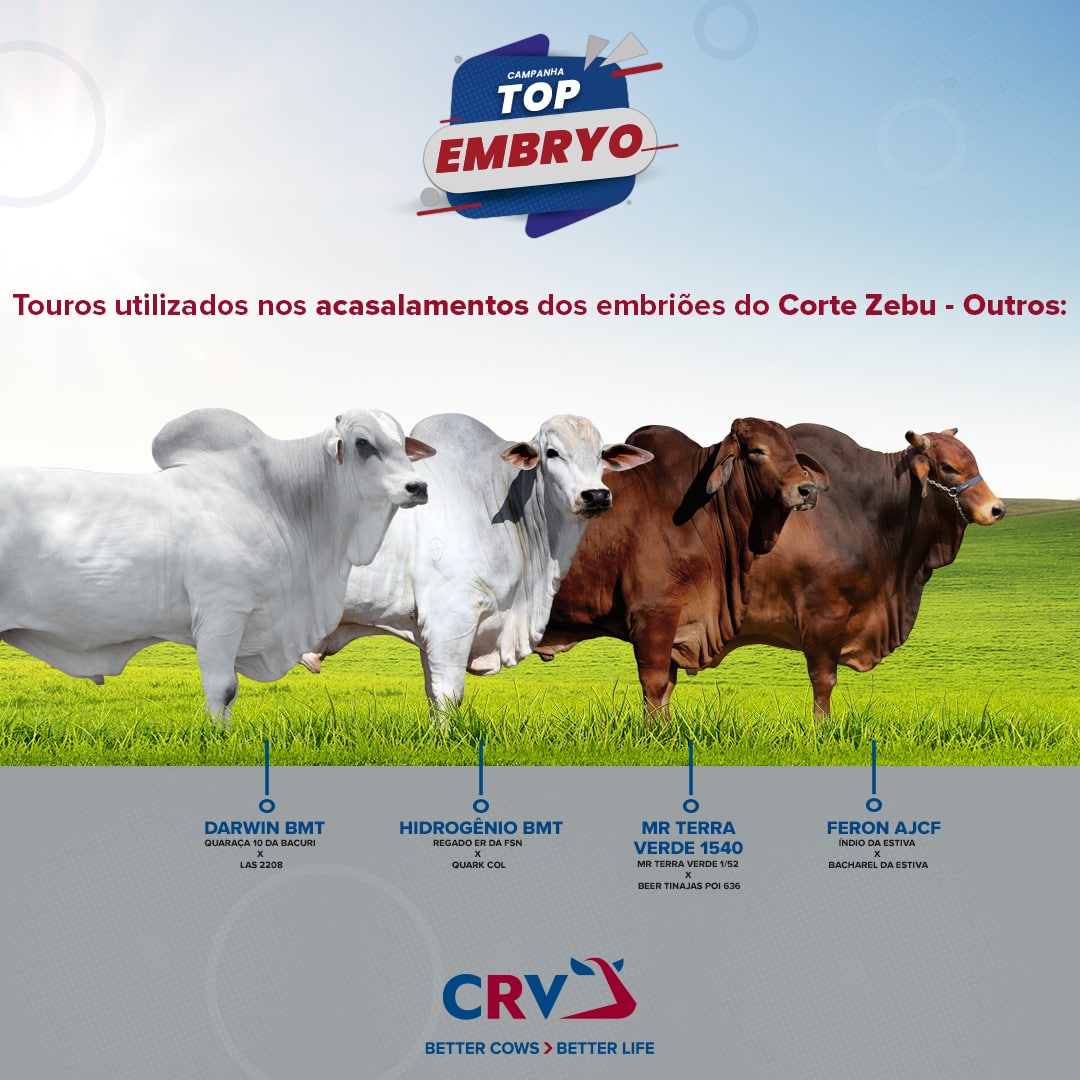 CAMPANHA
TOP
EMBRYO
Touros utilizados nos acasalamentos dos embriões do Corte Zebu - Outros:
DARWIN BMT
QUARAÇA 10 DA BACURI
X
LAS 2208
HIDROGÊNIO BMT
REGADO ER DA FSN
X
QUARK COL
MR TERRA
VERDE 1540
MR TERRA VERDE 1/52
X
BEER TINAJAS POI 636
FERON AJCF
ÍNDIO DA ESTIVA
X
BACHAREL DA ESTIVA
CRV
BETTER COWS > BETTER LIFE